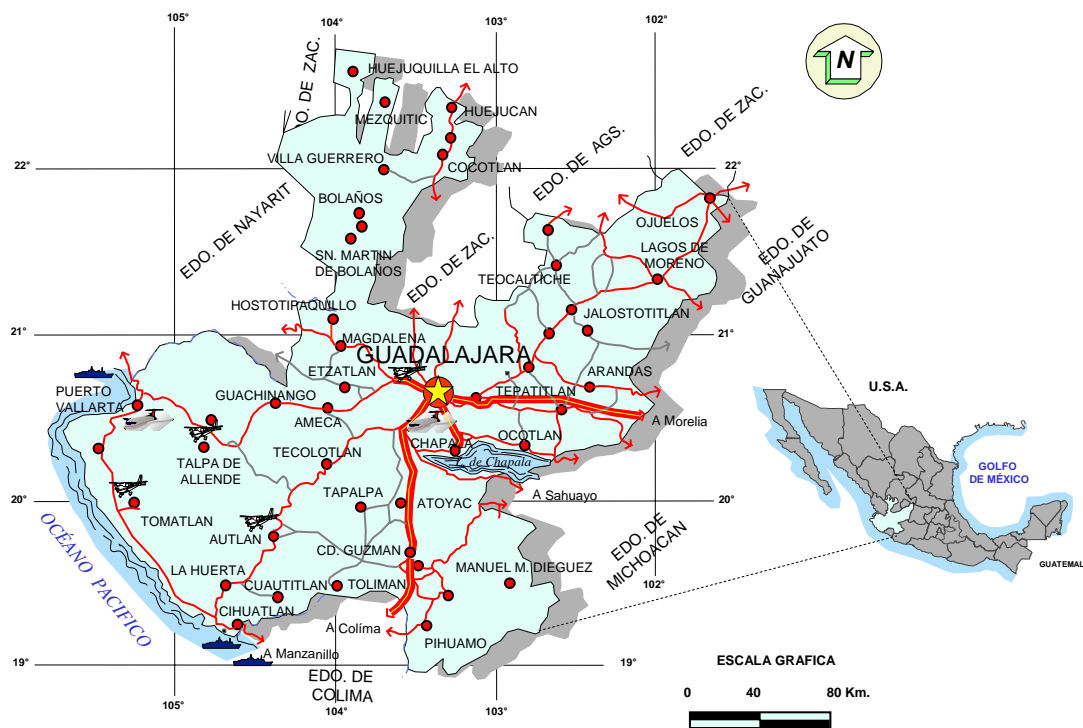 105°
104°
103°
102°
N
EDO. DE ZAC.
HUEJUQUILLA EL ALTO
MEZQUITIC
HUEJUCAN
EDO. DE ZAC.
EDO. DE AGS.
22°
22°
VILLA GUERRERO
COCOTLAN
EDO. DE NAYARIT
BOLAÑOS
SN. MARTIN
DE BOLAÑOS
EDO. DE ZAC.
OJUELOS
LAGOS DE
MORENO
EDO. DE
GUANAJUATO
TEOCALTICHE
HOSTOTIPAQUILLO
JALOSTOTITLAN
21°
21°
MAGDALENA
GUADALAJARA
ETZATLAN
PUERTO
VALLARTA
GUACHINANGO
TEPATITLAN
ARANDAS
U.S.A.
AMECA
A Morelia
CHAPALA
OCOTLAN
TECOLOTLAN
L. de Chapala
TALPA DE
ALLENDE
GOLFO
DE MÉXICO
20°
20°
TAPALPA
ATOYAC
A Sahuayo
TOMATLAN
OCÉANO PACIFICO
AUTLAN
EDO. DE
MICHOACAN
CD. GUZMAN
LA HUERTA
CUAUTITLAN
TOLIMAN
MANUEL M. DIEGUEZ
102°
GUATEMAL
CIHUATLAN
A Colíma
PIHUAMO
A Manzanillo
19°
19°
EDO. DE
COLIMA
ESCALA GRAFICA
105°
104°
103°
0 40 80 Km.